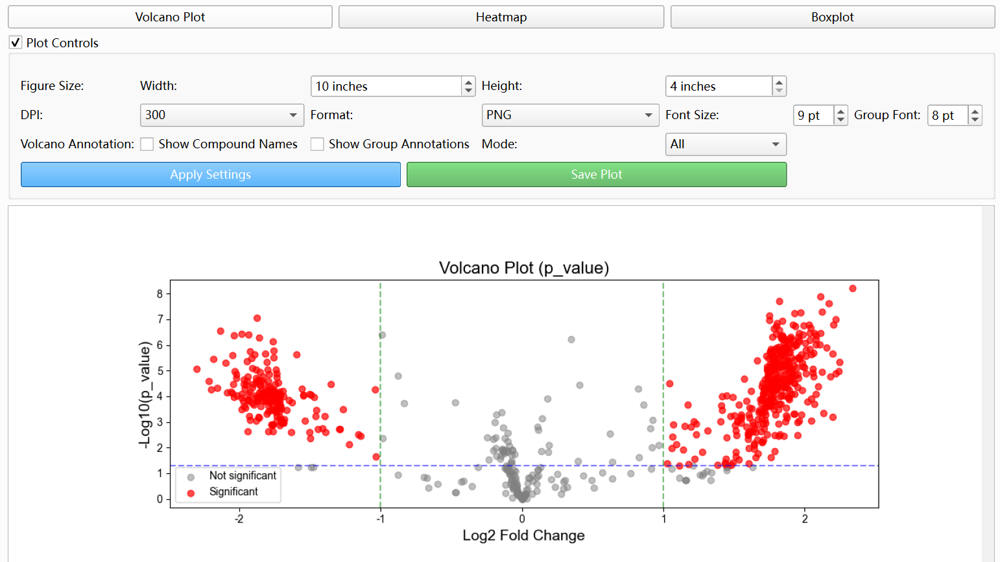 Volcano Plot Heatmap Boxplot
Plot Controls
Figure Size: Width: 10 inches Height: 4 inches
DPI: 300 Format: PNG Font Size: 9 pt Group Font: 8 pt
Volcano Annotation: Show Compound Names Show Group Annotations Mode: All
Apply Settings Save Plot
Volcano Plot (p_value)
-Log10(p_value)
8
7
6
5
4
3
2
1
0
Not significant
Significant
-2 -1 0 1 2
Log2 Fold Change